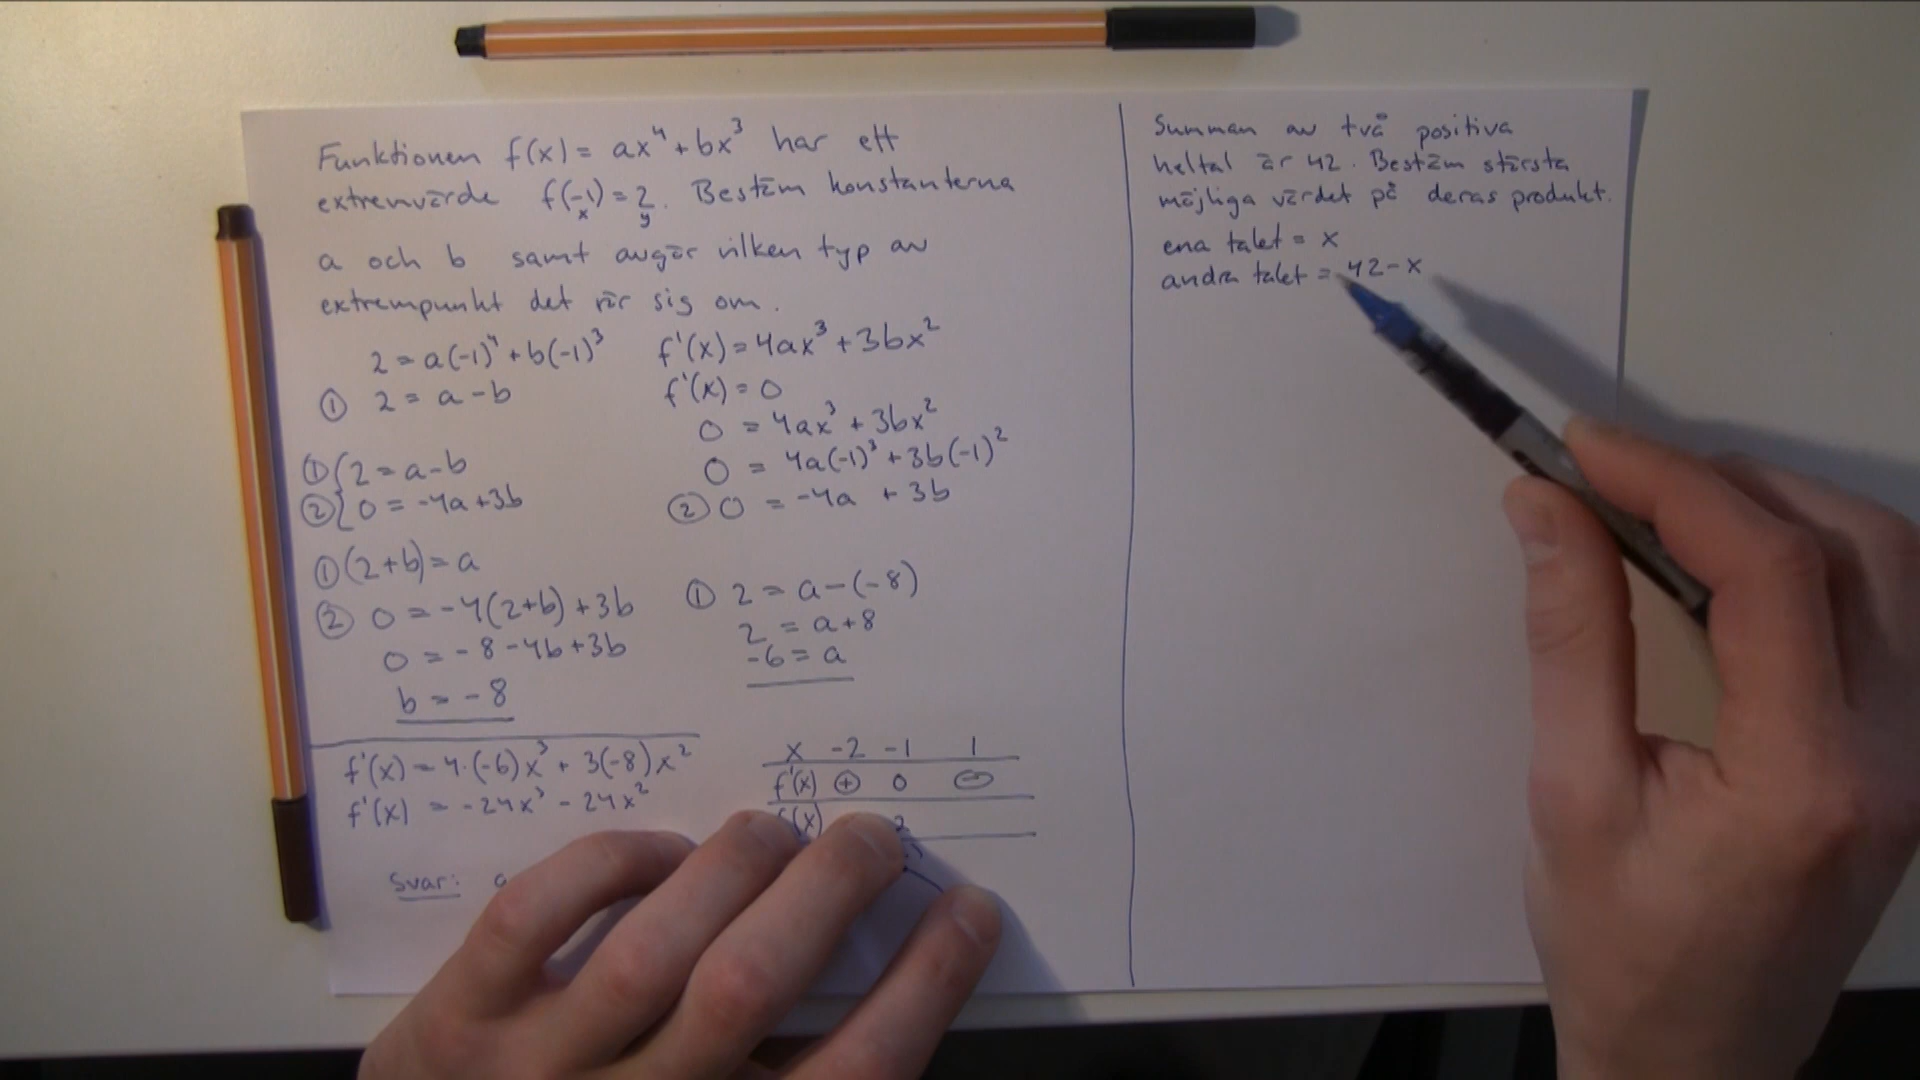 Funktionen f(x) = ax⁴ + bx³ har ett
extremvärde f(-1) = 2. Bestäm konstanterna
x y
a och b samt avgör vilken typ av
extrempunkt det rör sig om.
2 = a(-1)⁴ + b(-1)³
① 2 = a - b
f'(x) = 4ax³ + 3bx²
f'(x) = 0
0 = 4ax³ + 3bx²
0 = 4a(-1)³ + 3b(-1)²
② 0 = -4a + 3b
① { 2 = a - b
② { 0 = -4a + 3b
① (2+b) = a
② 0 = -4(2+b) + 3b
0 = -8 - 4b + 3b
b = -8
① 2 = a - (-8)
2 = a + 8
-6 = a
f'(x) = 4·(-6)x³ + 3(-8)x²
f'(x) = -24x³ - 24x²
x -2 -1 1
f'(x) + 0 -
f(x) 2
Svar:
Summan av två positiva
heltal är 42. Bestäm största
möjliga värdet på deras produkt.
ena talet = x
andra talet = 42 - x